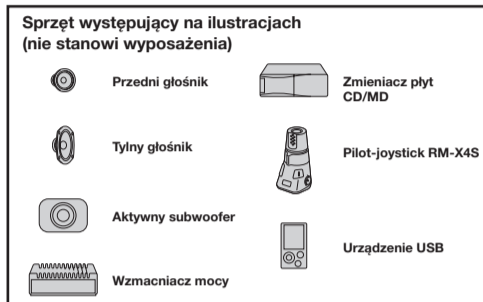 Sprzęt występujący na ilustracjach
(nie stanowi wyposażenia)
Przedni głośnik
Tylny głośnik
Aktywny subwoofer
Wzmacniacz mocy
Zmieniacz płyt
CD/MD
Pilot-joystick RM-X4S
Urządzenie USB